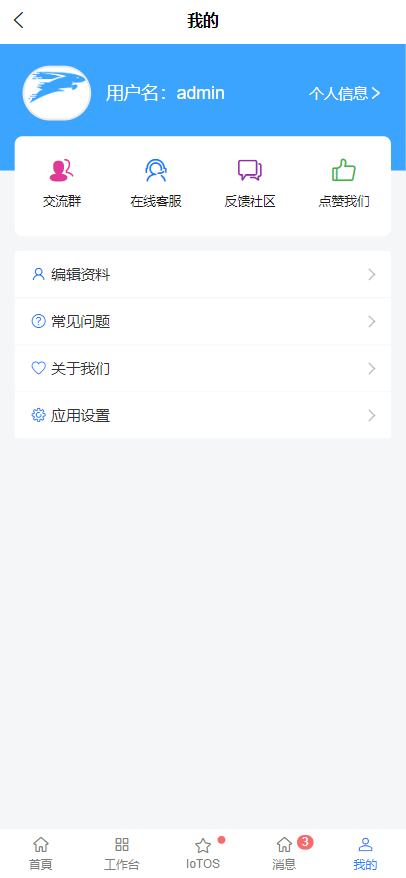 我的
用户名：admin
个人信息
交流群 在线客服 反馈社区 点赞我们
编辑资料
常见问题
关于我们
应用设置
3
首頁 工作台 IoTOS 消息 我的